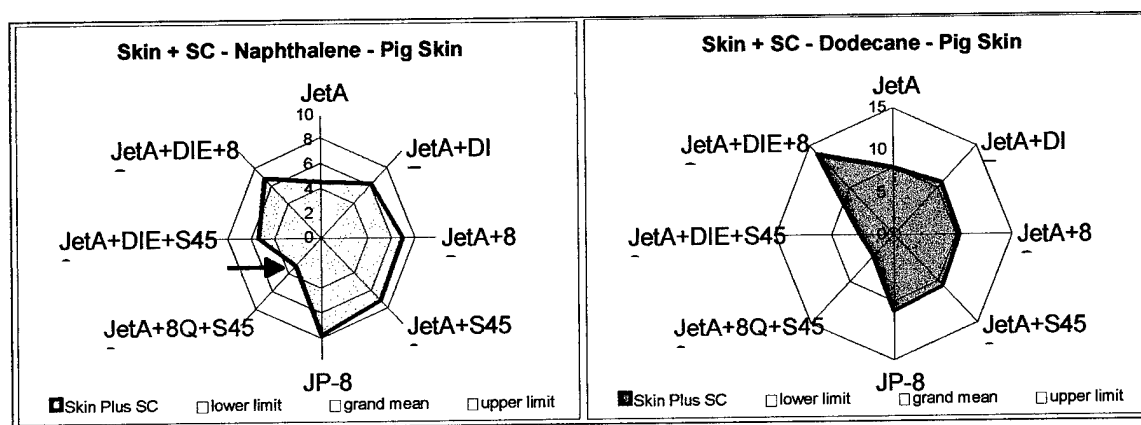 Skin + SC - Naphthalene - Pig Skin
JetA
10
8
6
4
2
0
JetA+DI
JetA+8
JetA+S45
JP-8
JetA+8Q+S45
JetA+DIE+S45
JetA+DIE+8
Skin Plus SC lower limit grand mean upper limit
Skin + SC - Dodecane - Pig Skin
JetA
15
10
5
0
JetA+DI
JetA+8
JetA+S45
JP-8
JetA+8Q+S45
JetA+DIE+S45
JetA+DIE+8
Skin Plus SC lower limit grand mean upper limit